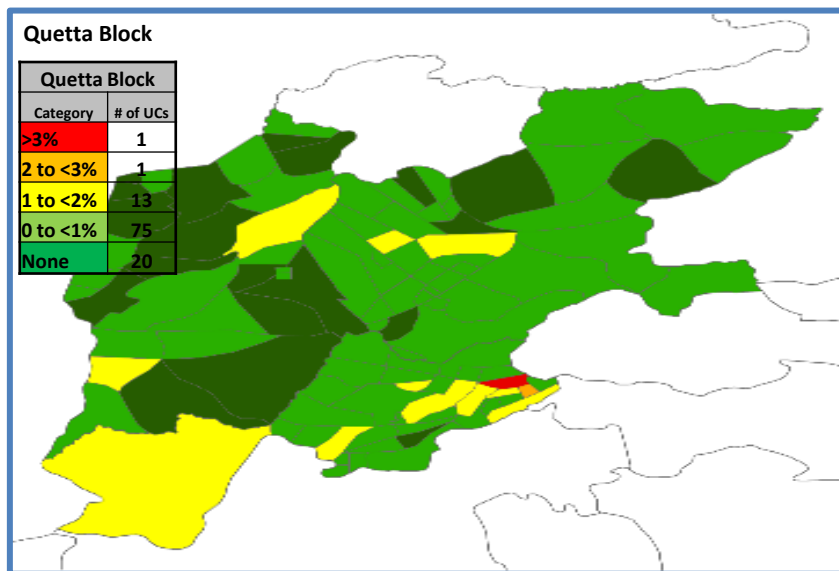 Quetta Block
Quetta Block
Category # of UCs
>3% 1
2 to <3% 1
1 to <2% 13
0 to <1% 75
None 20